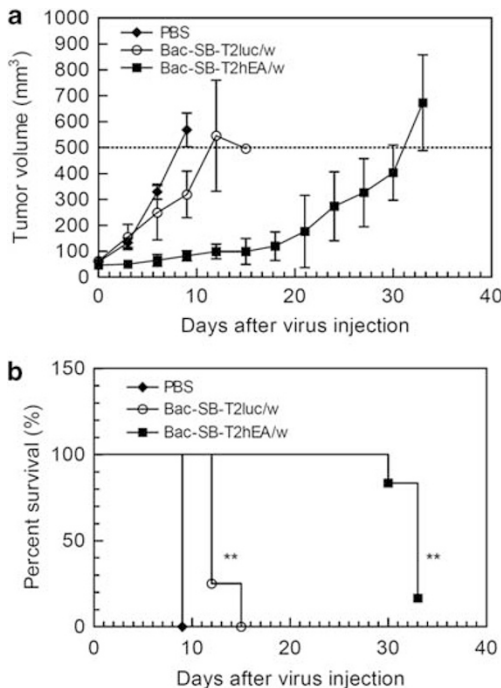 a
PBS
Bac-SB-T2luc/w
Bac-SB-T2hEA/w
Tumor volume (mm3)
1000
900
800
700
600
500
400
300
200
100
0
0 10 20 30 40
Days after virus injection
b
PBS
Bac-SB-T2luc/w
Bac-SB-T2hEA/w
Percent survival (%)
150
100
50
0
** **
0 10 20 30 40
Days after virus injection